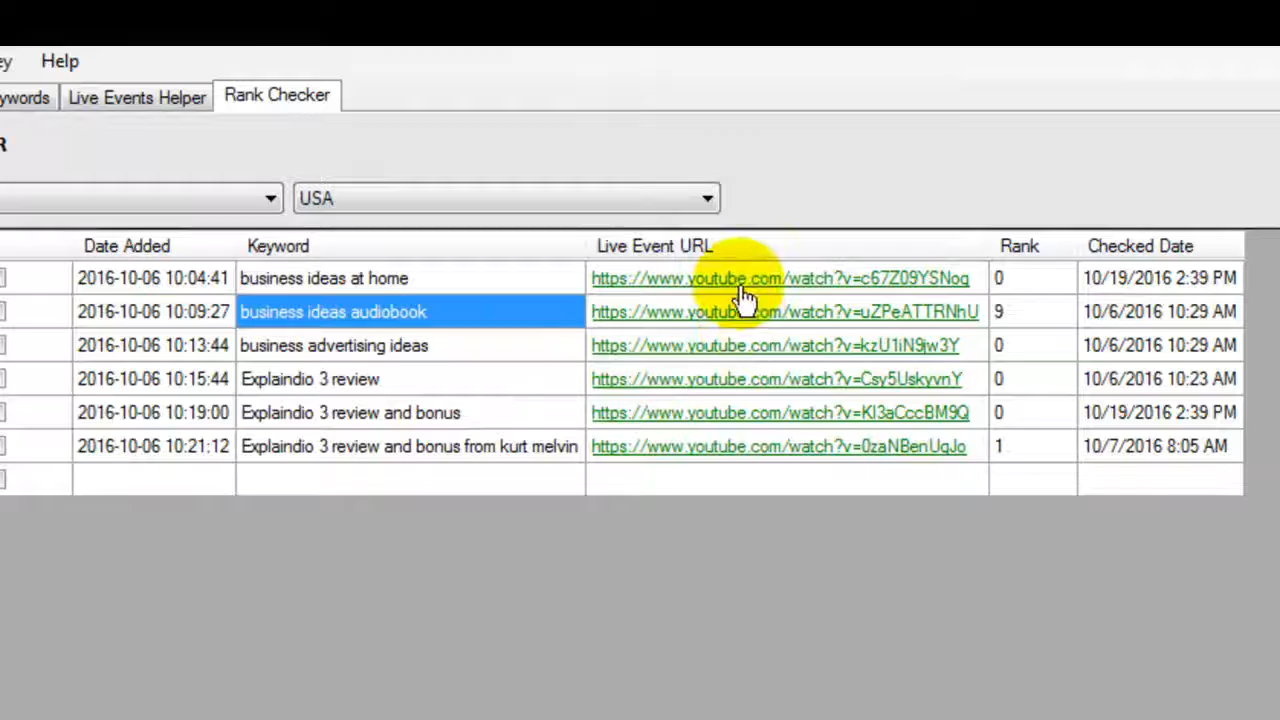 ey Help
ywords Live Events Helper Rank Checker
R
USA
Date Added Keyword Live Event URL Rank Checked Date
2016-10-06 10:04:41 business ideas at home https://www.youtube.com/watch?v=c67Z09YSNog 0 10/19/2016 2:39 PM
2016-10-06 10:09:27 business ideas audiobook https://www.youtube.com/watch?v=uZPeATTRNhU 9 10/6/2016 10:29 AM
2016-10-06 10:13:44 business advertising ideas https://www.youtube.com/watch?v=kzU1iN9jw3Y 0 10/6/2016 10:29 AM
2016-10-06 10:15:44 Explaindio 3 review https://www.youtube.com/watch?v=Csy5UskyvnY 0 10/6/2016 10:23 AM
2016-10-06 10:19:00 Explaindio 3 review and bonus https://www.youtube.com/watch?v=KI3aCccBM9Q 0 10/19/2016 2:39 PM
2016-10-06 10:21:12 Explaindio 3 review and bonus from kurt melvin https://www.youtube.com/watch?v=0zaNBenUgJo 1 10/7/2016 8:05 AM